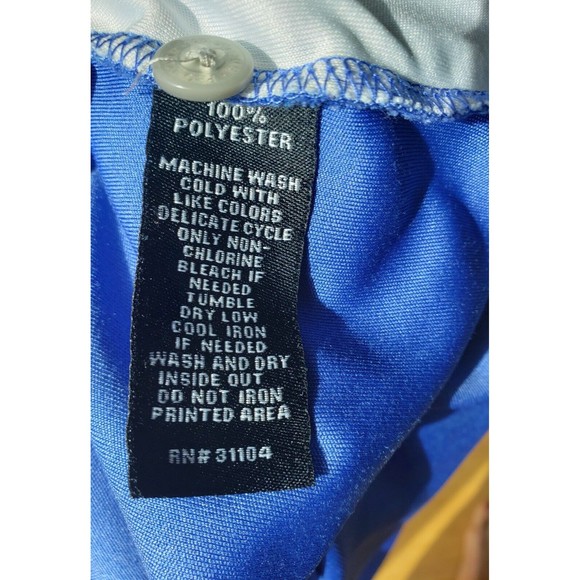 100%
POLYESTER
MACHINE WASH
COLD WITH
LIKE COLORS
DELICATE CYCLE
ONLY NON-
CHLORINE
BLEACH IF
NEEDED
TUMBLE
DRY LOW
COOL IRON
IF NEEDED
WASH AND DRY
INSIDE OUT
DO NOT IRON
PRINTED AREA
RN# 31104